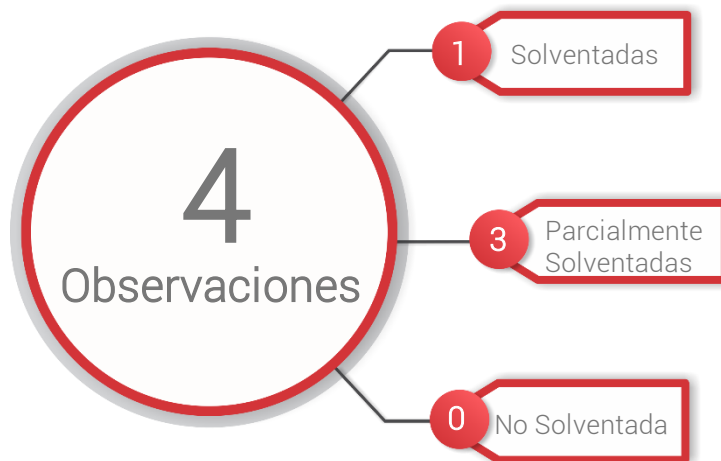 4
Observaciones
1
Solventadas
3
Parcialmente
Solventadas
0
No Solventada